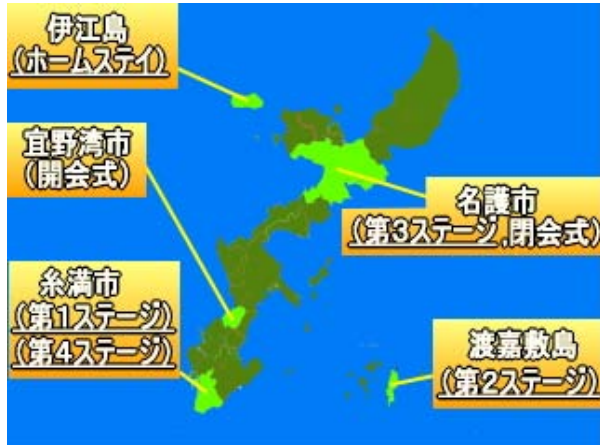 伊江島
(ホームステイ)
宜野湾市
(開会式)
名護市
(第3ステージ,閉会式)
糸満市
(第1ステージ)
(第4ステージ)
渡嘉敷島
(第2ステージ)